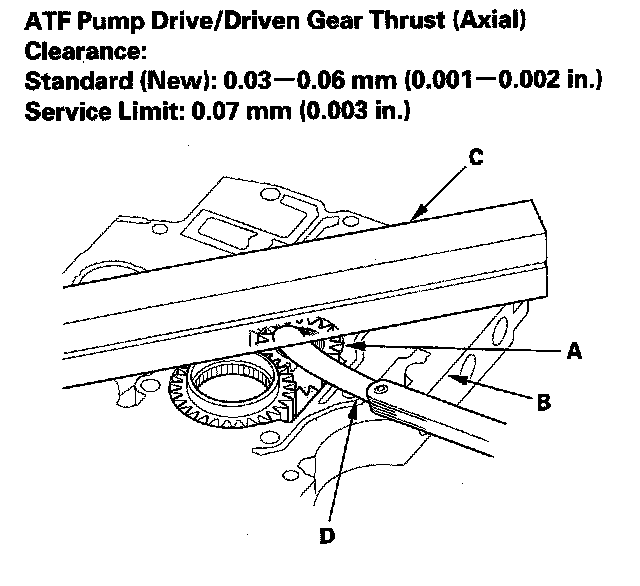 ATF Pump Drive/Driven Gear Thrust (Axial)
Clearance:
Standard (New): 0.03—0.06 mm (0.001—0.002 in.)
Service Limit: 0.07 mm (0.003 in.)
C
A
B
D